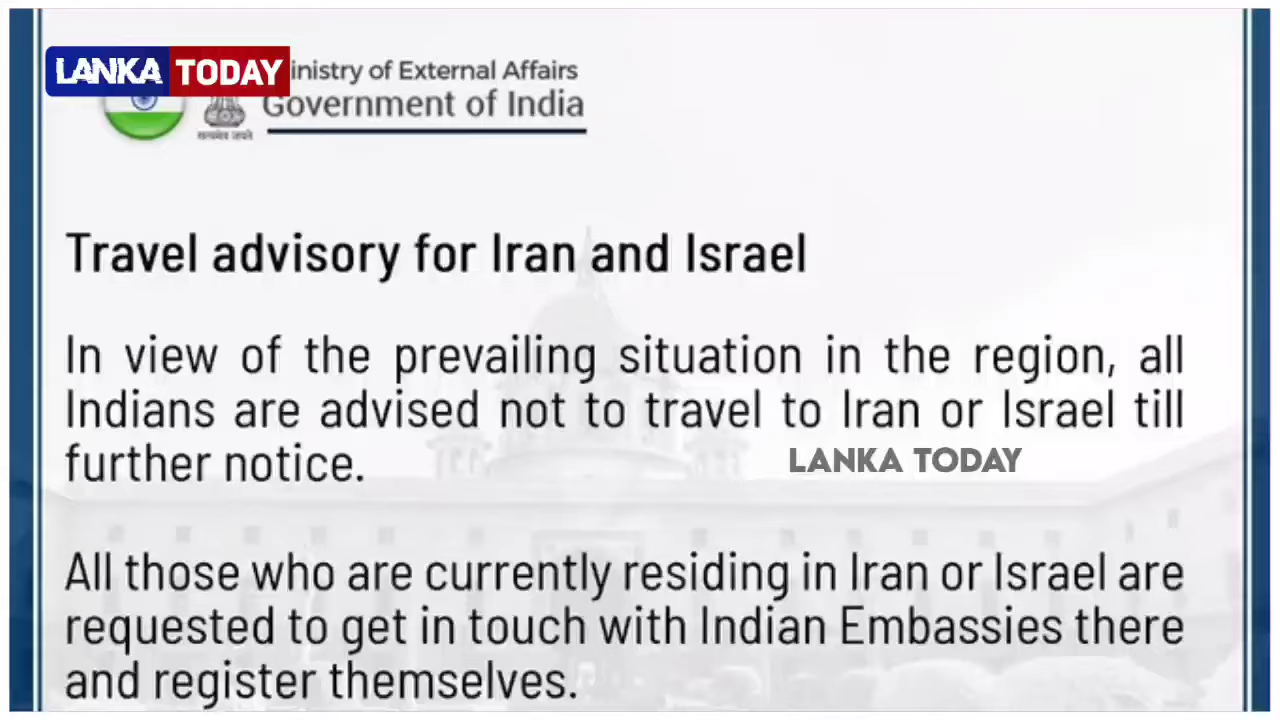 LANKA TODAY
inistry of External Affairs
Government of India
सत्यमेव जयते
Travel advisory for Iran and Israel
In view of the prevailing situation in the region, all
Indians are advised not to travel to Iran or Israel till
further notice.
LANKA TODAY
All those who are currently residing in Iran or Israel are
requested to get in touch with Indian Embassies there
and register themselves.